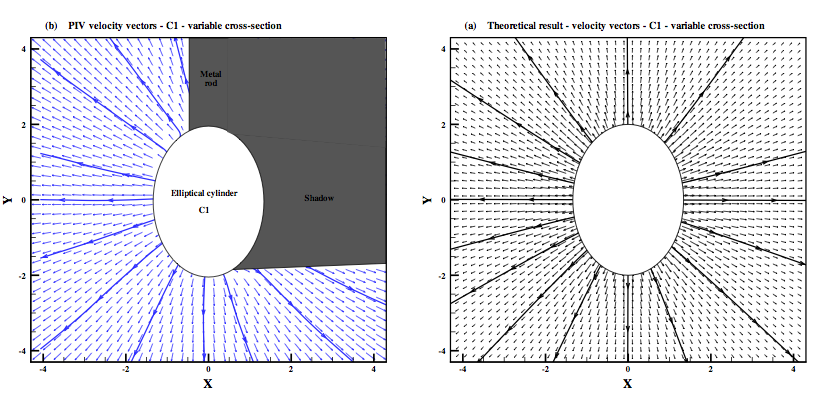 (b) PIV velocity vectors - C1 - variable cross-section
4
2
0
-2
-4
Y
Metal
rod
Elliptical cylinder
C1
Shadow
-4 -2 0 2 4
X
(a) Theoretical result - velocity vectors - C1 - variable cross-section
4
2
0
-2
-4
Y
-4 -2 0 2 4
X